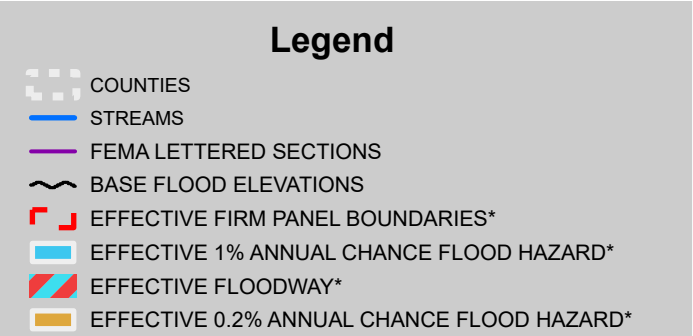 Legend
COUNTIES
STREAMS
FEMA LETTERED SECTIONS
BASE FLOOD ELEVATIONS
EFFECTIVE FIRM PANEL BOUNDARIES*
EFFECTIVE 1% ANNUAL CHANCE FLOOD HAZARD*
EFFECTIVE FLOODWAY*
EFFECTIVE 0.2% ANNUAL CHANCE FLOOD HAZARD*